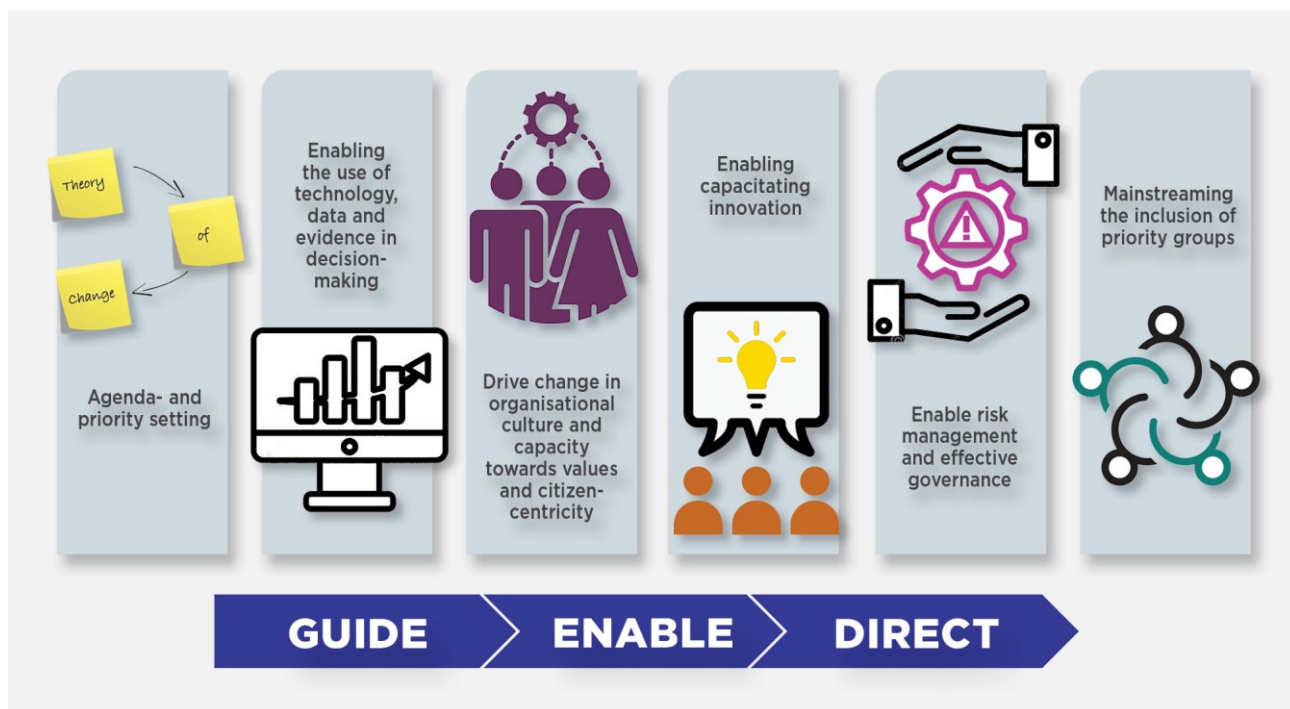 Theory
of
Change
Agenda- and
priority setting
Enabling
the use of
technology,
data and
evidence in
decision-
making
Drive change in
organisational
culture and
capacity
towards values
and citizen-
centricity
Enabling
capacitating
innovation
Enable risk
management
and effective
governance
Mainstreaming
the inclusion of
priority groups
GUIDE
ENABLE
DIRECT